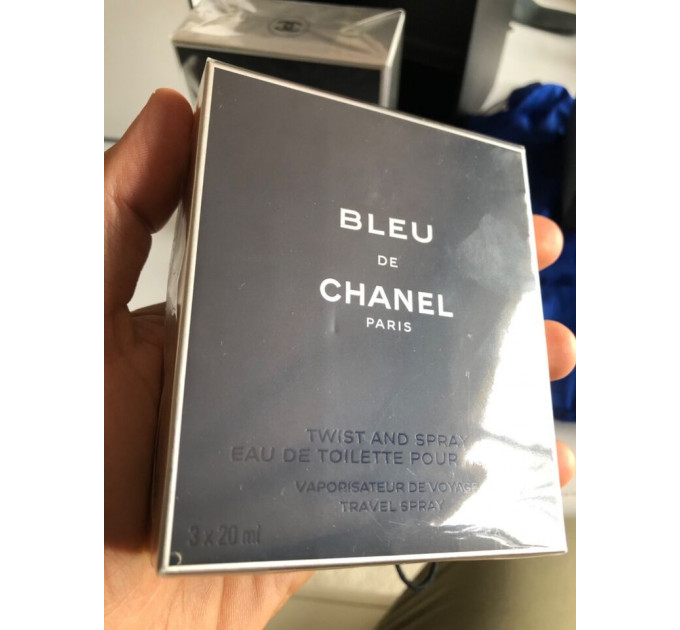 BLEU
DE
CHANEL
PARIS
TWIST AND SPRAY
EAU DE TOILETTE POUR
VAPORISATEUR DE VOYAGE
TRAVEL SPRAY
3 x 20 ml